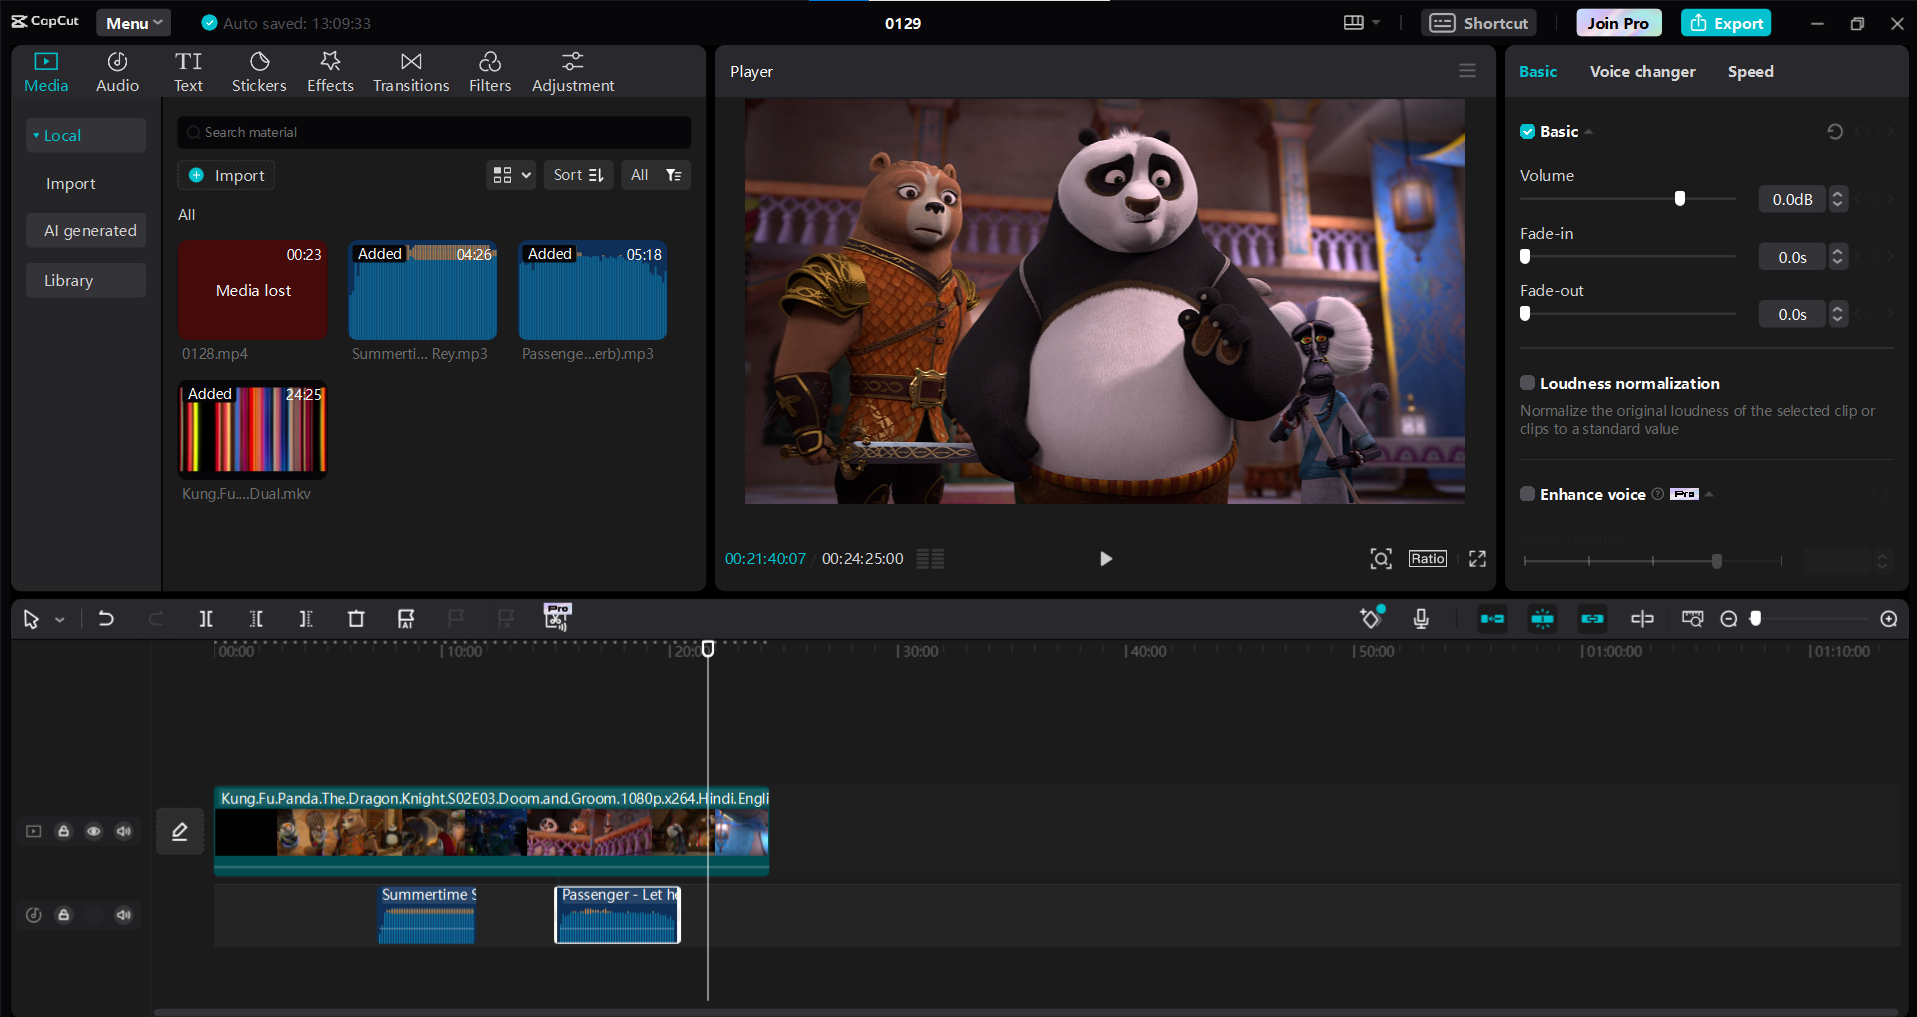 CapCut
Menu
Auto saved: 13:09:33
0129
Shortcut
Join Pro
Export
Media
Audio
Text
Stickers
Effects
Transitions
Filters
Adjustment
Local
Import
AI generated
Library
Search material
Import
Sort
All
All
00:23
Media lost
0128.mp4
Added
04:26
Summerti... Rey.mp3
Added
05:18
Passenge...erb).mp3
Added
24:25
Kung.Fu....Dual.mkv
Player
00:21:40:07 / 00:24:25:00
Ratio
Basic
Voice changer
Speed
Basic
Volume
0.0dB
Fade-in
0.0s
Fade-out
0.0s
Loudness normalization
Normalize the original loudness of the selected clip or
clips to a standard value
Enhance voice
Pro
AI
Pro
00:00
10:00
20:00
30:00
40:00
50:00
01:00:00
01:10:00
Kung.Fu.Panda.The.Dragon.Knight.S02E03.Doom.and.Groom.1080p.x264.Hindi.Engli
Summertime S
Passenger - Let he